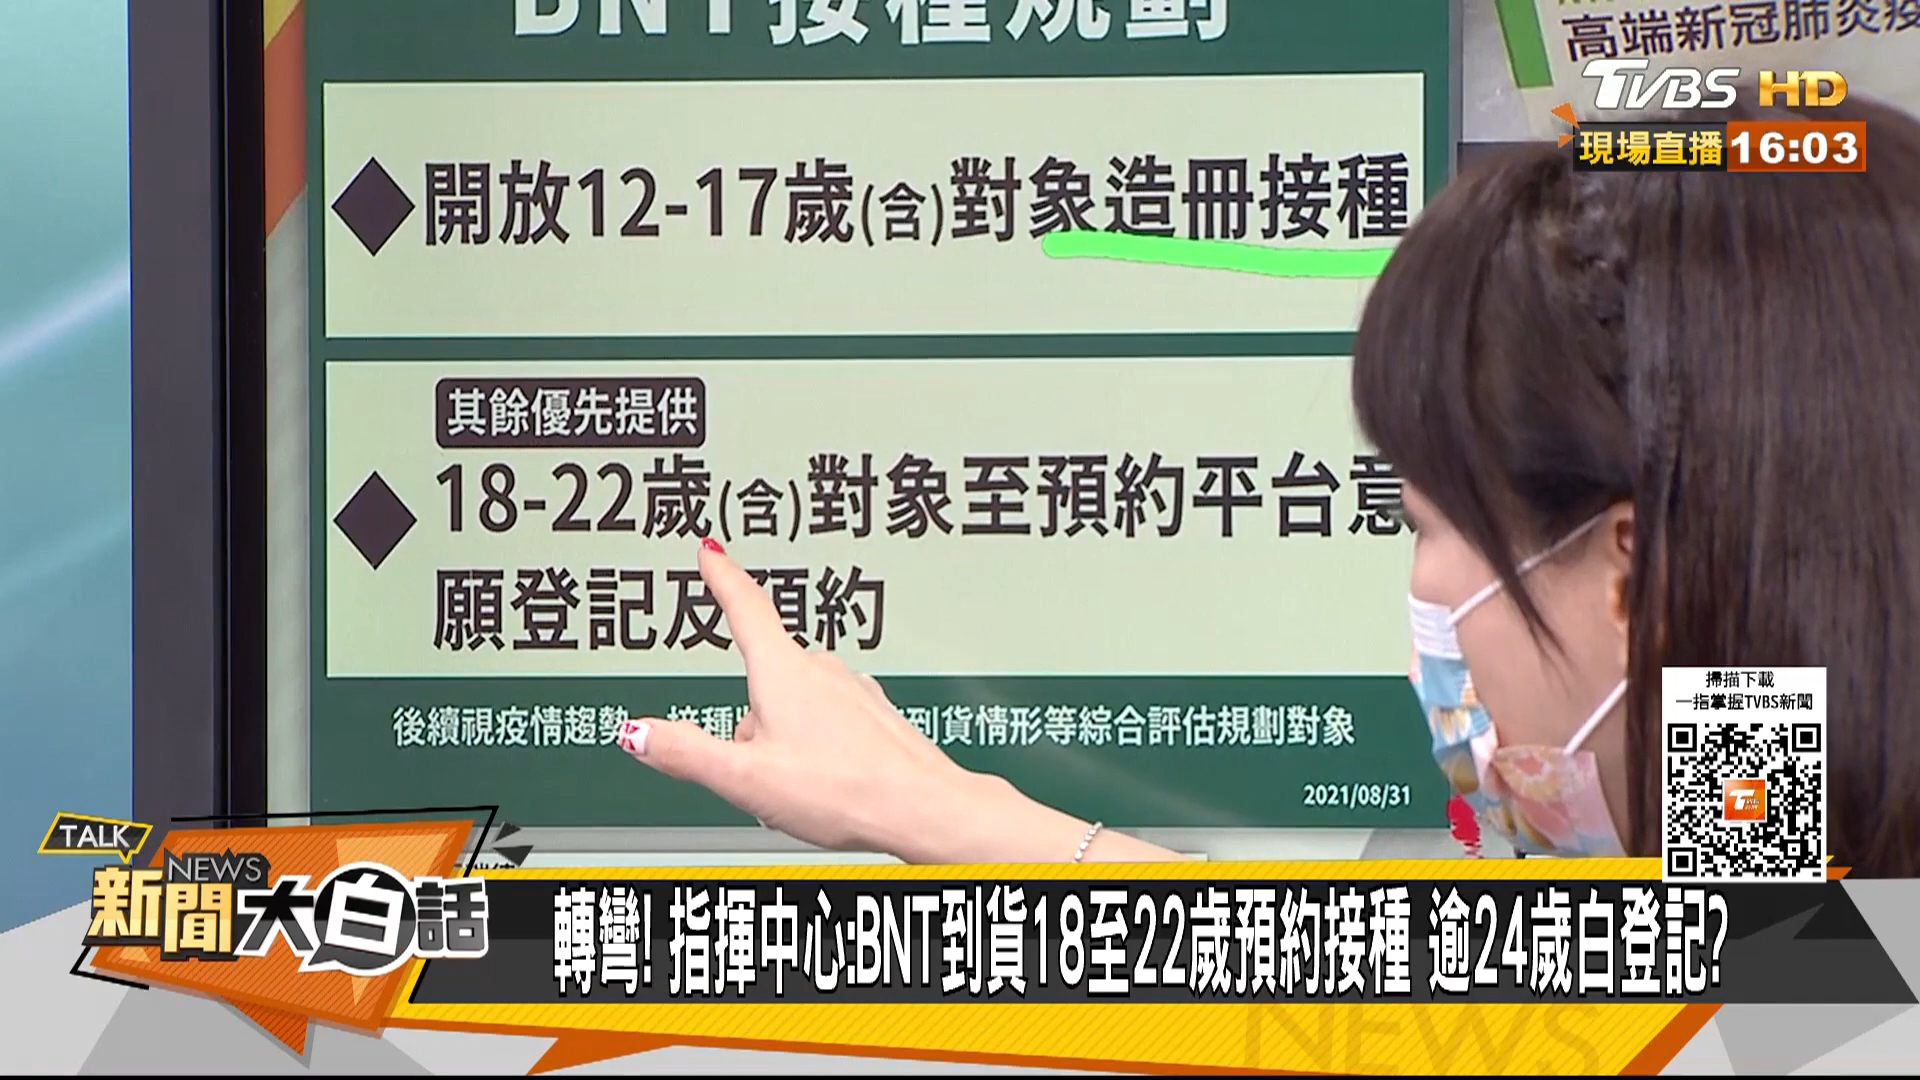 BNT接種規劃
高端新冠肺炎疫
TVBS HD
現場直播 16:03
開放12-17歲(含)對象造冊接種
其餘優先提供
18-22歲(含)對象至預約平台意
願登記及預約
後續視疫情趨勢 接種 到貨情形等綜合評估規劃對象
2021/08/31
掃描下載
一指掌握TVBS新聞
TALK
NEWS
新聞大白話
轉彎! 指揮中心:BNT到貨18至22歲預約接種 逾24歲白登記?
NEWS